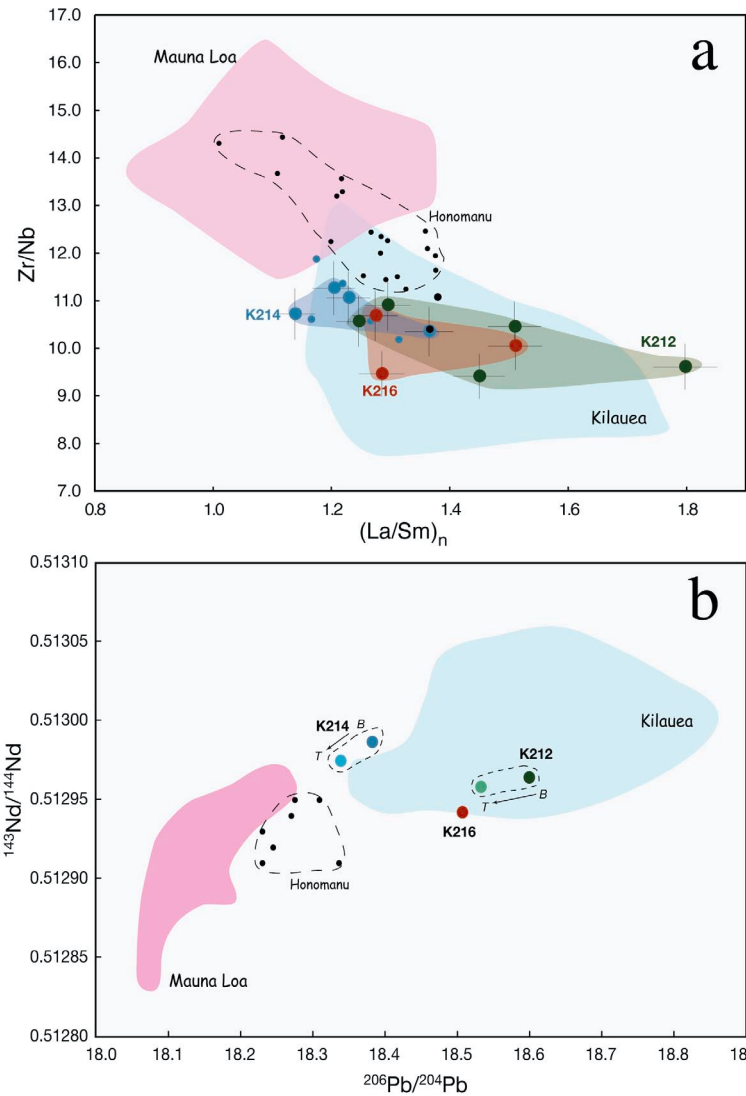 17.0
a
Mauna Loa
16.0
15.0
14.0
13.0
Honomanu
12.0
11.0
K214
K212
10.0
K216
9.0
Kilauea
8.0
7.0
Zr/Nb
0.8 1.0 1.2 1.4 1.6 1.8
(La/Sm)n
0.51310
b
0.51305
K214 B
T
Kilauea
0.51300
K212
B
T
0.51295
K216
0.51290
Honomanu
0.51285
Mauna Loa
0.51280
143Nd/144Nd
18.0 18.1 18.2 18.3 18.4 18.5 18.6 18.7 18.8
206Pb/204Pb